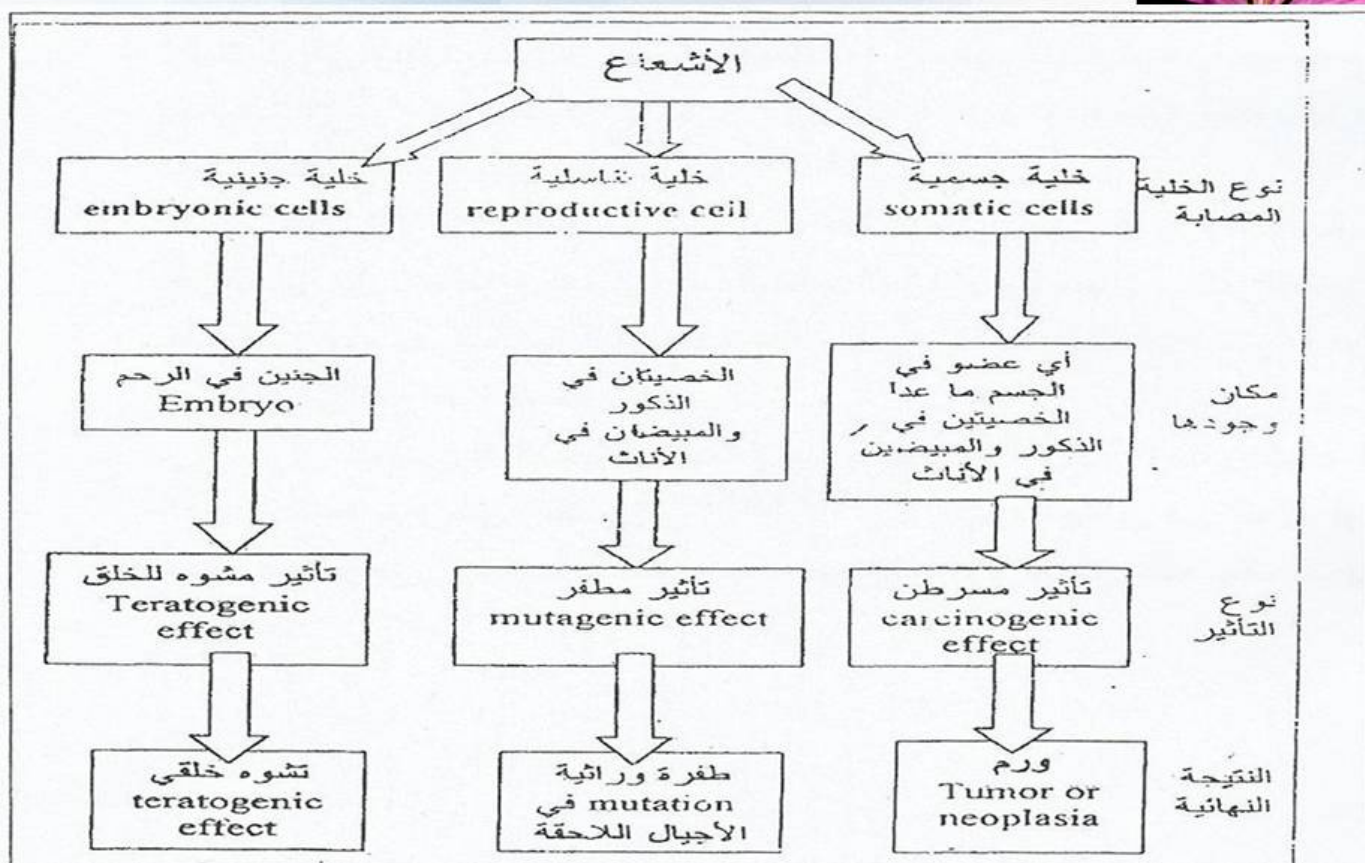 الأشعاع
خلية جسمية
somatic cells
خلية تناسلية
reproductive cell
خلية جنينية
embryonic cells
نوع الخلية
المصابة
أي عضو في
الجسم ما عدا
الخصيتين في
الذكور والمبيضين
في الأناث
الخصيتان في
الذكور
والمبيضان في
الأناث
الجنين في الرحم
Embryo
مكان
وجودها
تأثير مسرطن
carcinogenic
effect
تأثير مطفر
mutagenic effect
تأثير مشوه للخلق
Teratogenic
effect
نوع
التأثير
ورم
Tumor or
neoplasia
طفرة وراثية
mutation في
الأجيال اللاحقة
تشوه خلقي
teratogenic
effect
النتيجة
النهائية